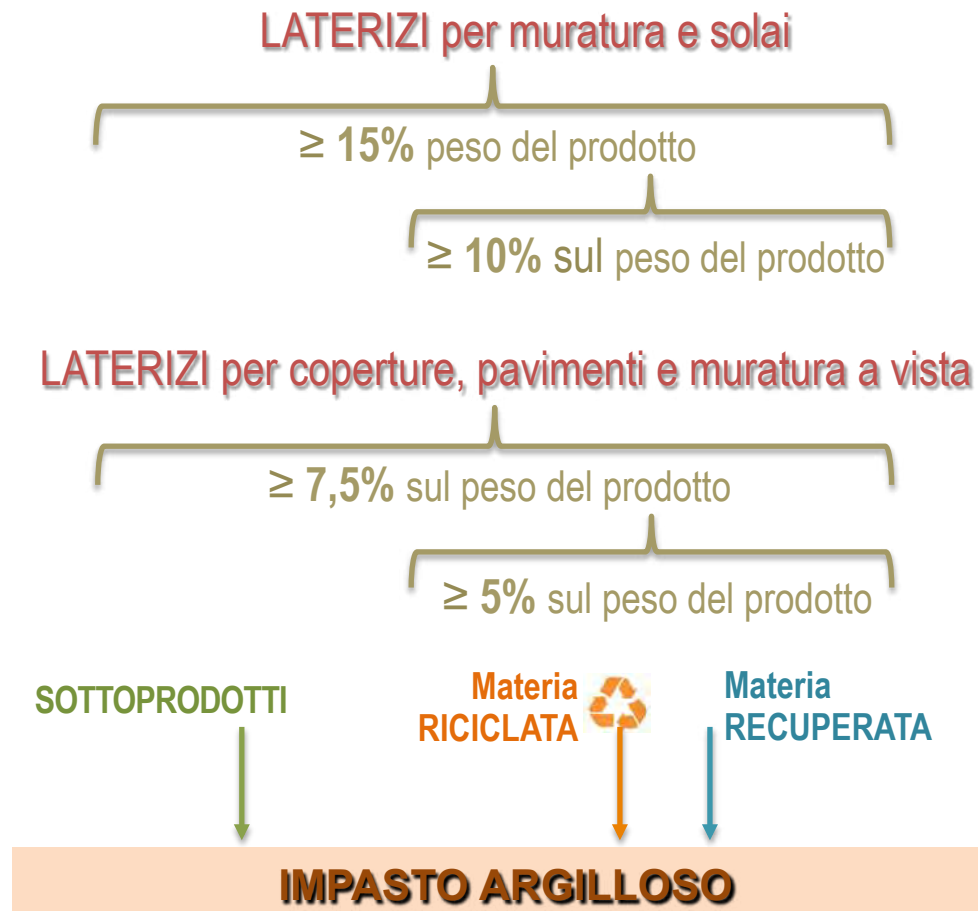 LATERIZI per muratura e solai
≥ 15% peso del prodotto
≥ 10% sul peso del prodotto
LATERIZI per coperture, pavimenti e muratura a vista
≥ 7,5% sul peso del prodotto
≥ 5% sul peso del prodotto
SOTTOPRODOTTI
Materia
RICICLATA
Materia
RECUPERATA
IMPASTO ARGILLOSO